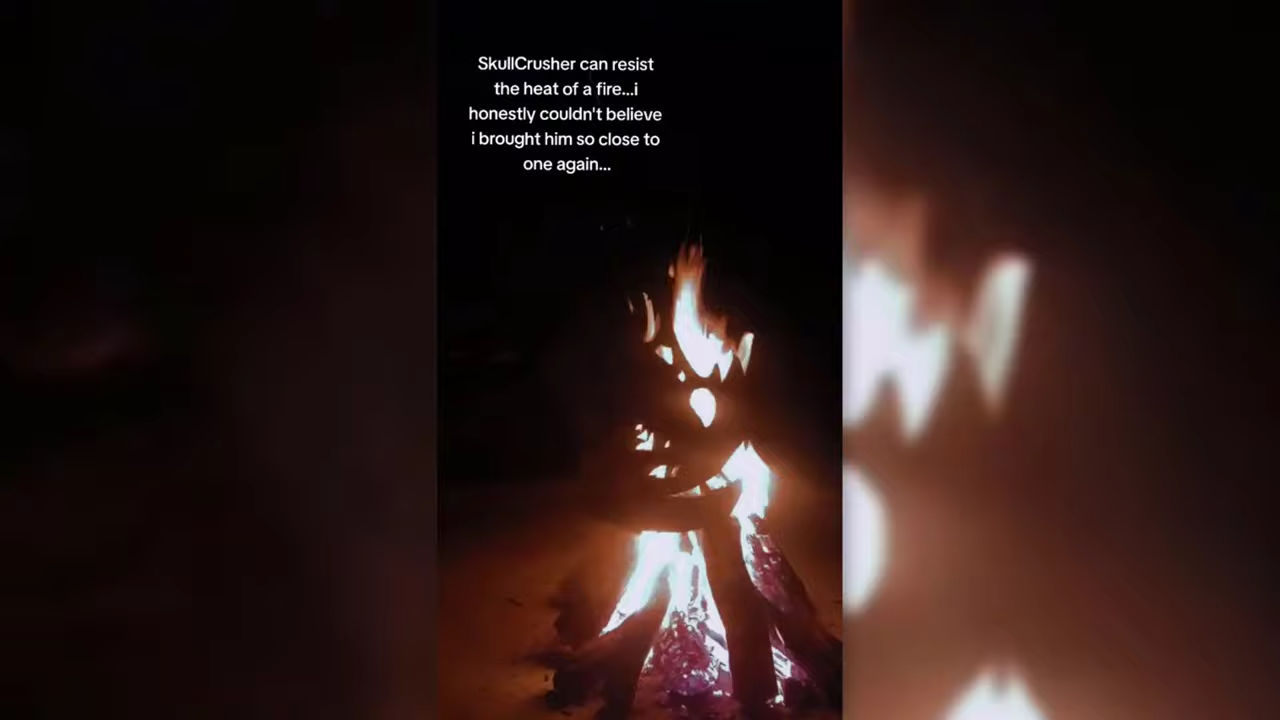 SkullCrusher can resist
the heat of a fire...i
honestly couldn't believe
i brought him so close to
one again...